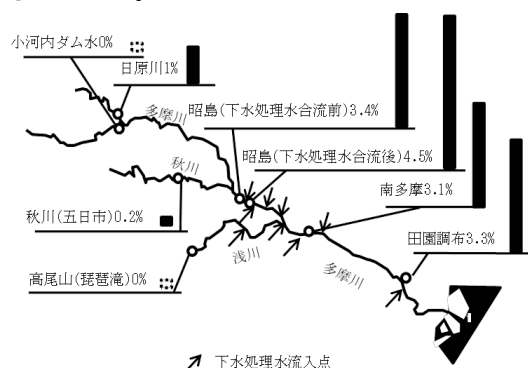 小河内ダム水0%
日原川1%
多摩川
昭島(下水処理水合流前)3.4%
秋川
昭島(下水処理水合流後)4.5%
南多摩3.1%
秋川(五日市)0.2%
田園調布3.3%
浅川
多摩川
高尾山(琵琶滝)0%
下水処理水流入点